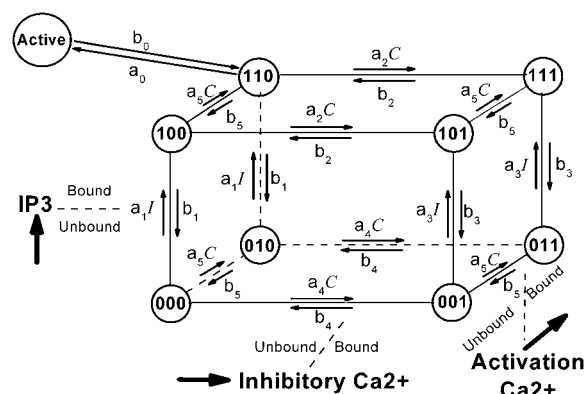 Active
b0
a0
110
a2C
b2
111
a5C
b5
a5C
b5
100
a2C
b2
101
IP3
Bound
Unbound
a1I
b1
a1I
b1
a3I
b3
a3I
b3
010
a4C
b4
011
a5C
b5
a5C
b5
000
a4C
b4
001
Unbound
Bound
Unbound
Bound
Inhibitory Ca2+
Activation
Ca2+